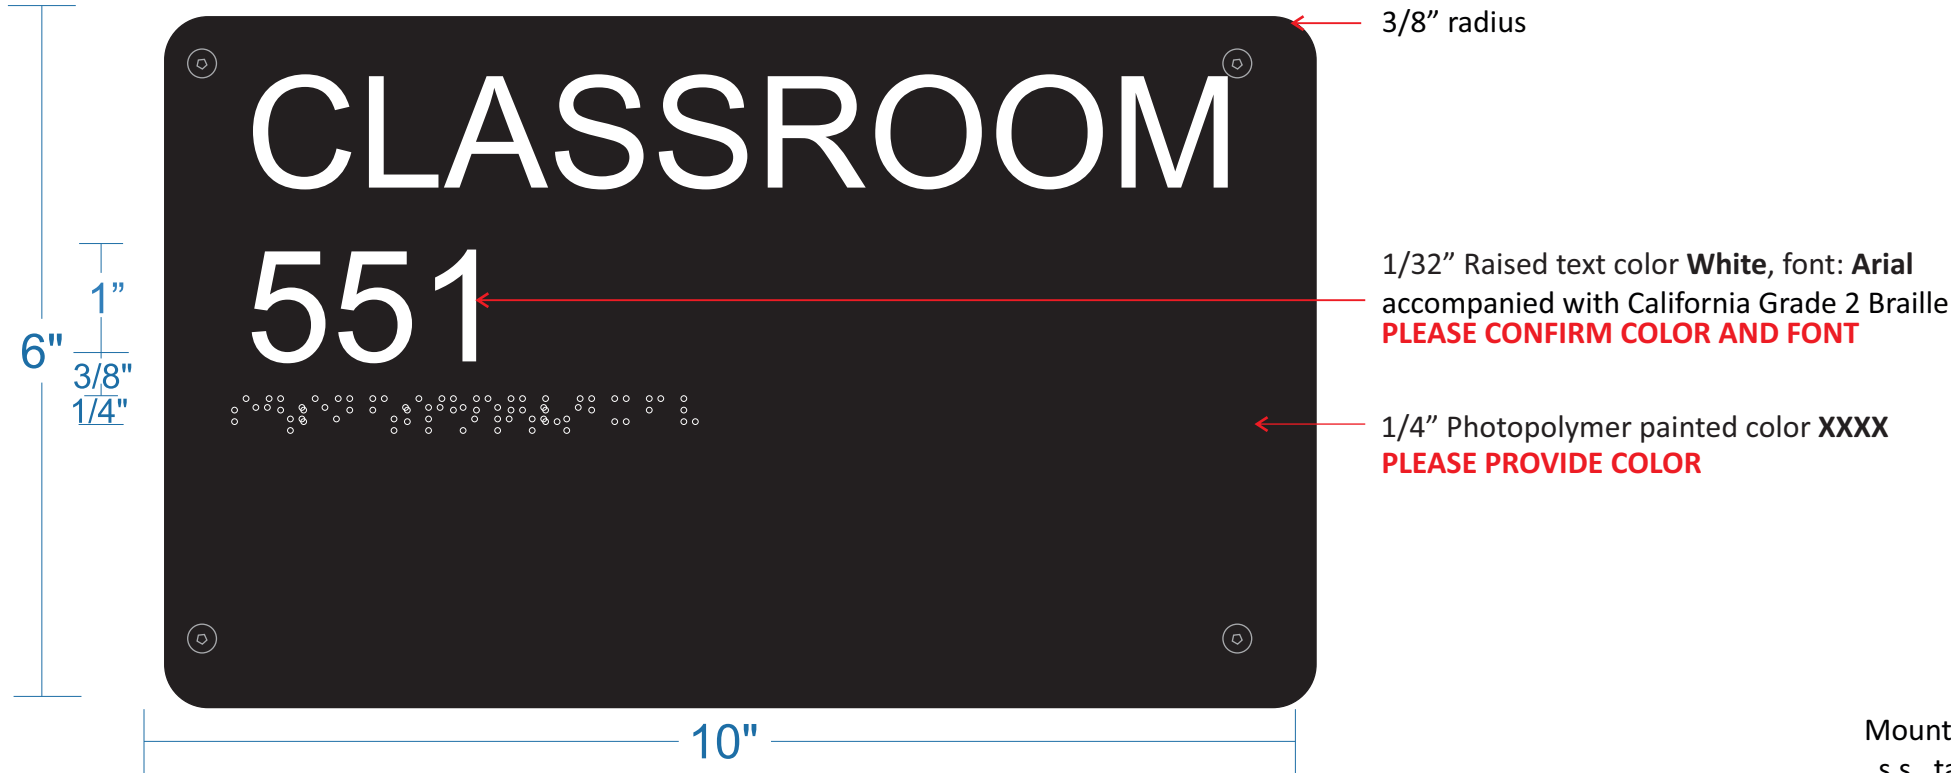 3/8” radius
CLASSROOM
551
1/32” Raised text color White, font: Arial
accompanied with California Grade 2 Braille
PLEASE CONFIRM COLOR AND FONT
1”
6"
3/8"
1/4"
1/4” Photopolymer painted color XXXX
PLEASE PROVIDE COLOR
10"
Mount
s.s.